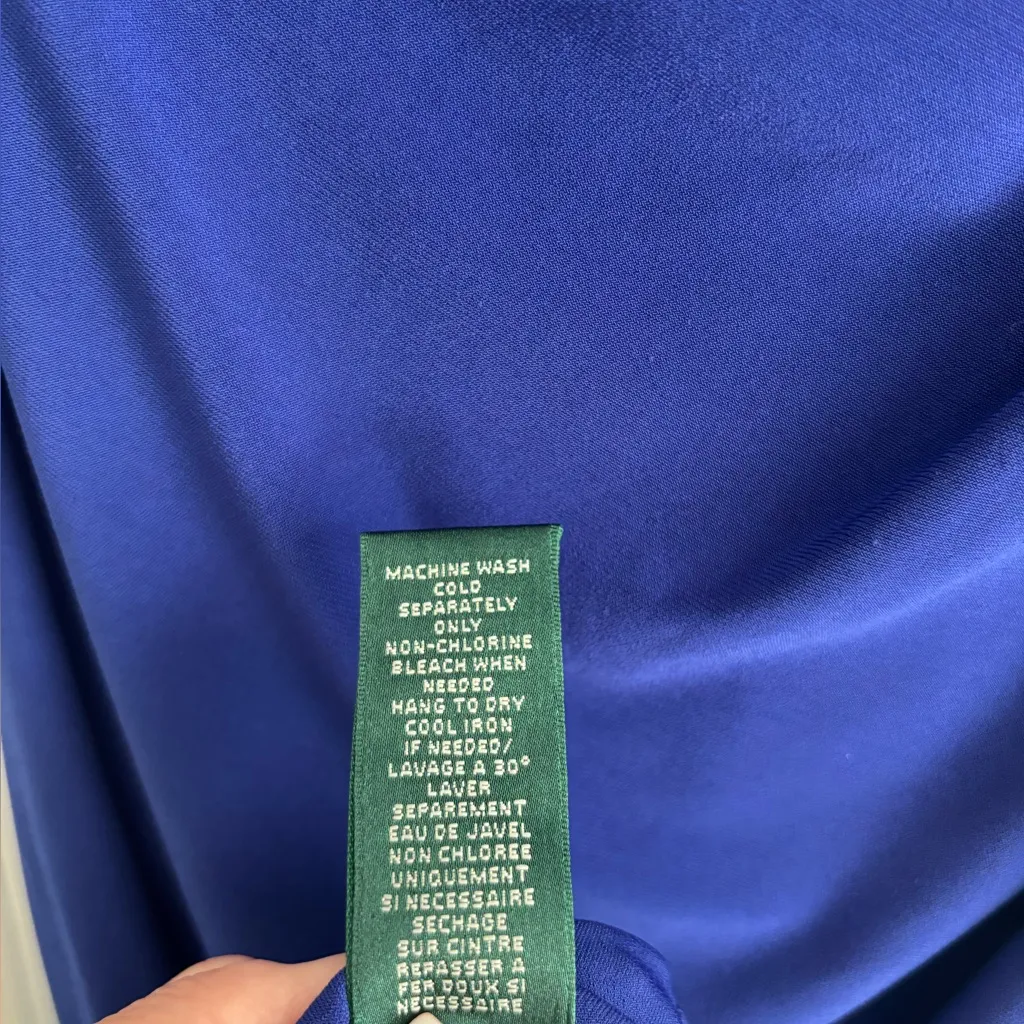 MACHINE WASH
COLD
SEPARATELY
ONLY
NON-CHLORINE
BLEACH WHEN
NEEDED
HANG TO DRY
COOL IRON
IF NEEDED/
LAVAGE A 30°
LAVER
SEPAREMENT
EAU DE JAVEL
NON CHLOREE
UNIQUEMENT
SI NECESSAIRE
SECHAGE
SUR CINTRE
REPASSER A
FER DOUX SI
NECESSAIRE